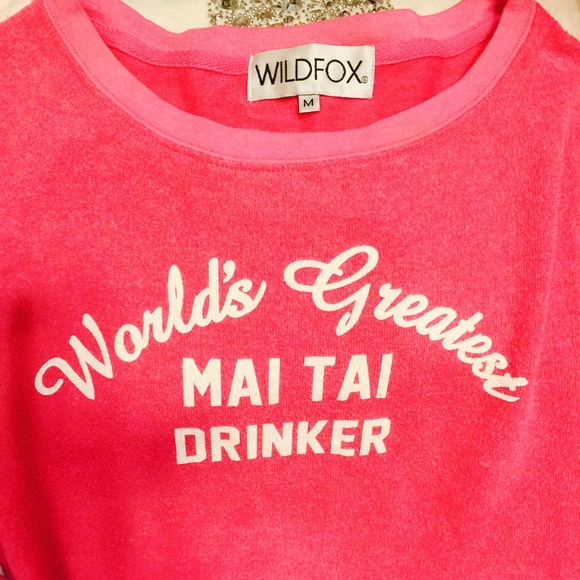 WILDFOX®
M
World's Greatest
MAI TAI
DRINKER